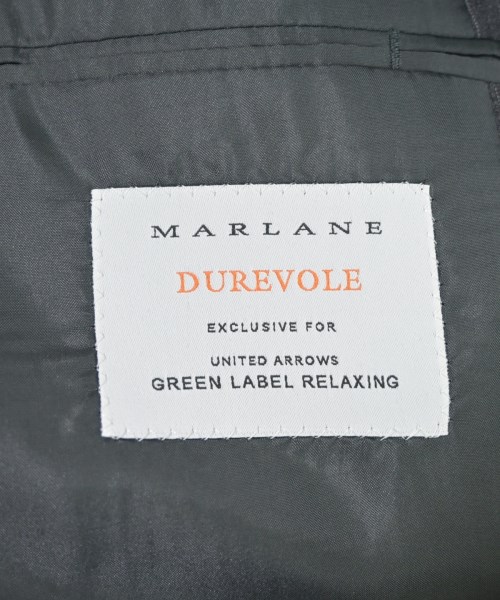 MARLANE
DUREVOLE
EXCLUSIVE FOR
UNITED ARROWS
GREEN LABEL RELAXING